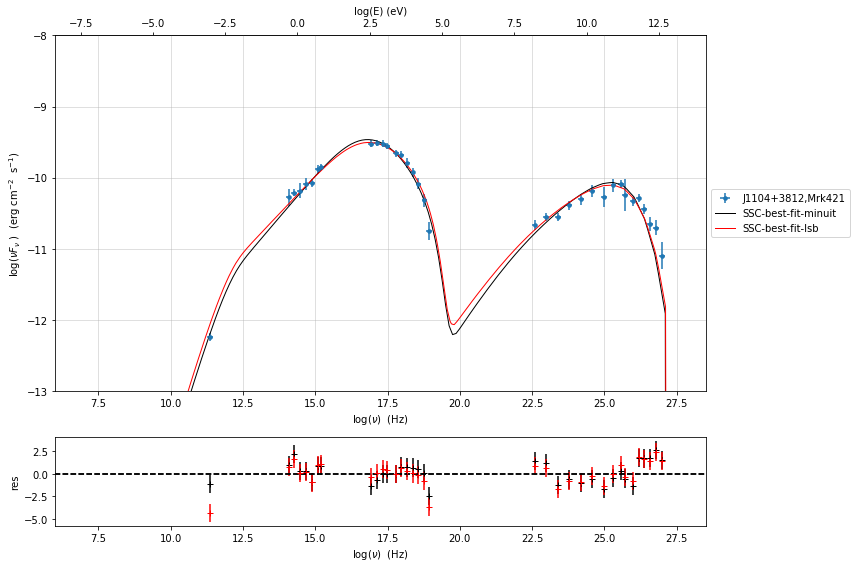 log(E) (eV)
−7.5 −5.0 −2.5 0.0 2.5 5.0 7.5 10.0 12.5
−8
−9
−10
−11
−12
−13
log(νFν ) (erg cm−2 s−1)
7.5 10.0 12.5 15.0 17.5 20.0 22.5 25.0 27.5
log(ν) (Hz)
J1104+3812,Mrk421
SSC-best-fit-minuit
SSC-best-fit-lsb
2.5
0.0
−2.5
−5.0
res
7.5 10.0 12.5 15.0 17.5 20.0 22.5 25.0 27.5
log(ν) (Hz)